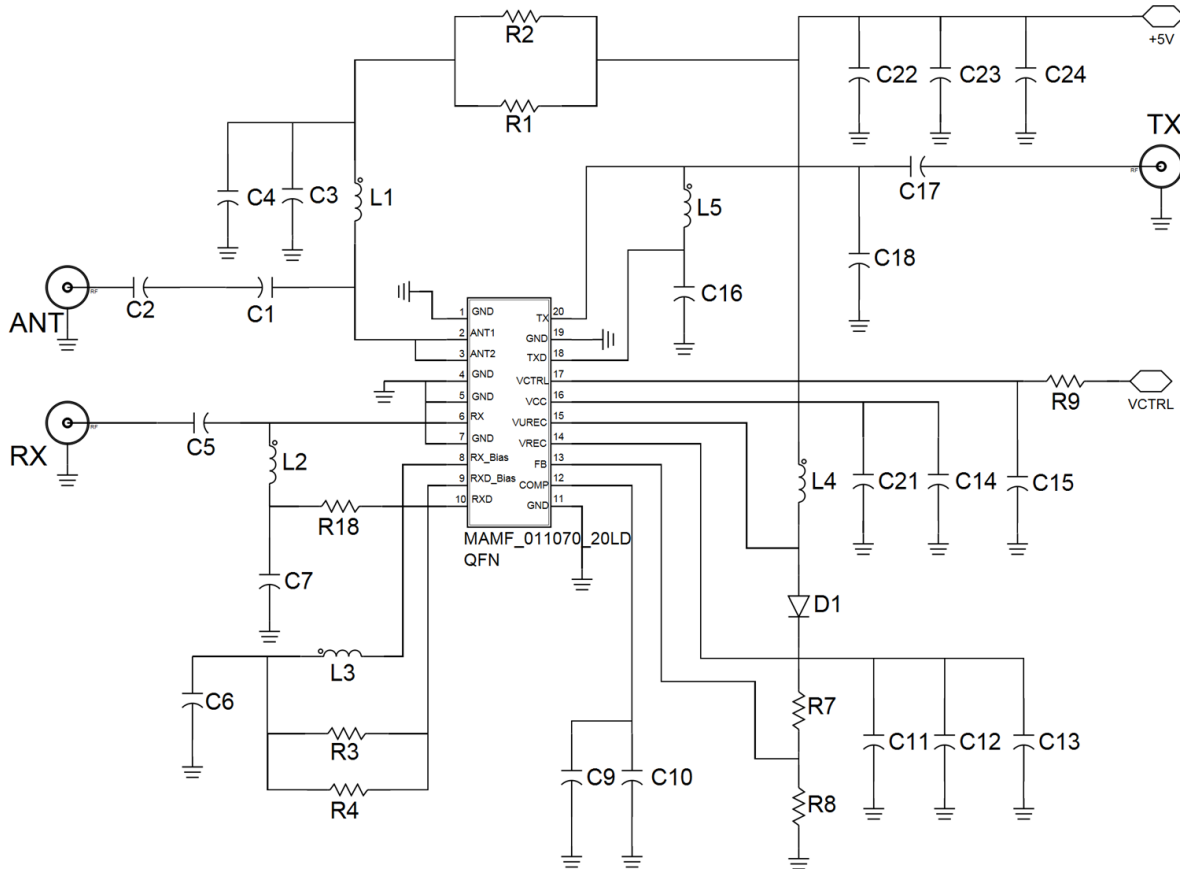 R2
+5V
C22
C23
C24
R1
TX
RF
C17
C4
C3
L1
L5
C18
C16
RF
ANT
C2
C1
1 GND
TX 20
2 ANT1
GND 19
3 ANT2
TXD 18
4 GND
VCTRL 17
5 GND
VCC 16
6 RX
VUREC 15
7 GND
VREC 14
8 RX_Bias
FB 13
9 RXD_Bias
COMP 12
10 RXD
GND 11
MAMF_011070_20LD
QFN
R9
VCTRL
RF
RX
C5
L2
R18
L4
C21
C14
C15
C7
D1
L3
C6
R3
R4
R7
C11
C12
C13
C9
C10
R8